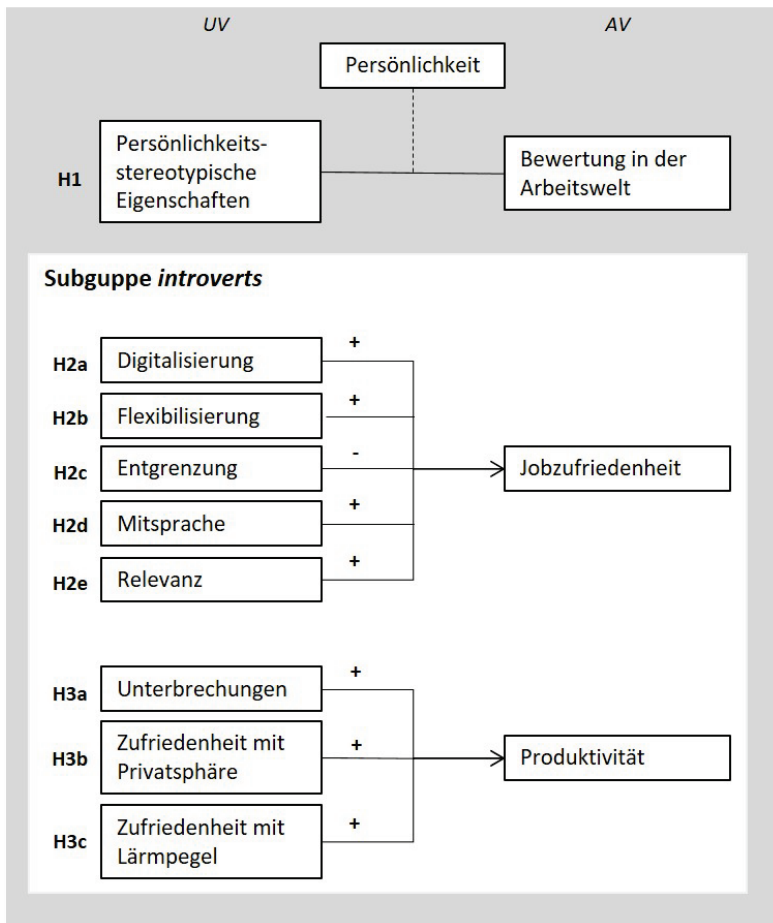 UV
AV
Persönlichkeit
H1
Persönlichkeits-
stereotypische
Eigenschaften
Bewertung in der
Arbeitswelt
Subguppe introverts
H2a
Digitalisierung
+
H2b
Flexibilisierung
+
H2c
Entgrenzung
-
Jobzufriedenheit
H2d
Mitsprache
+
H2e
Relevanz
+
H3a
Unterbrechungen
+
H3b
Zufriedenheit mit
Privatsphäre
+
Produktivität
H3c
Zufriedenheit mit
Lärmpegel
+